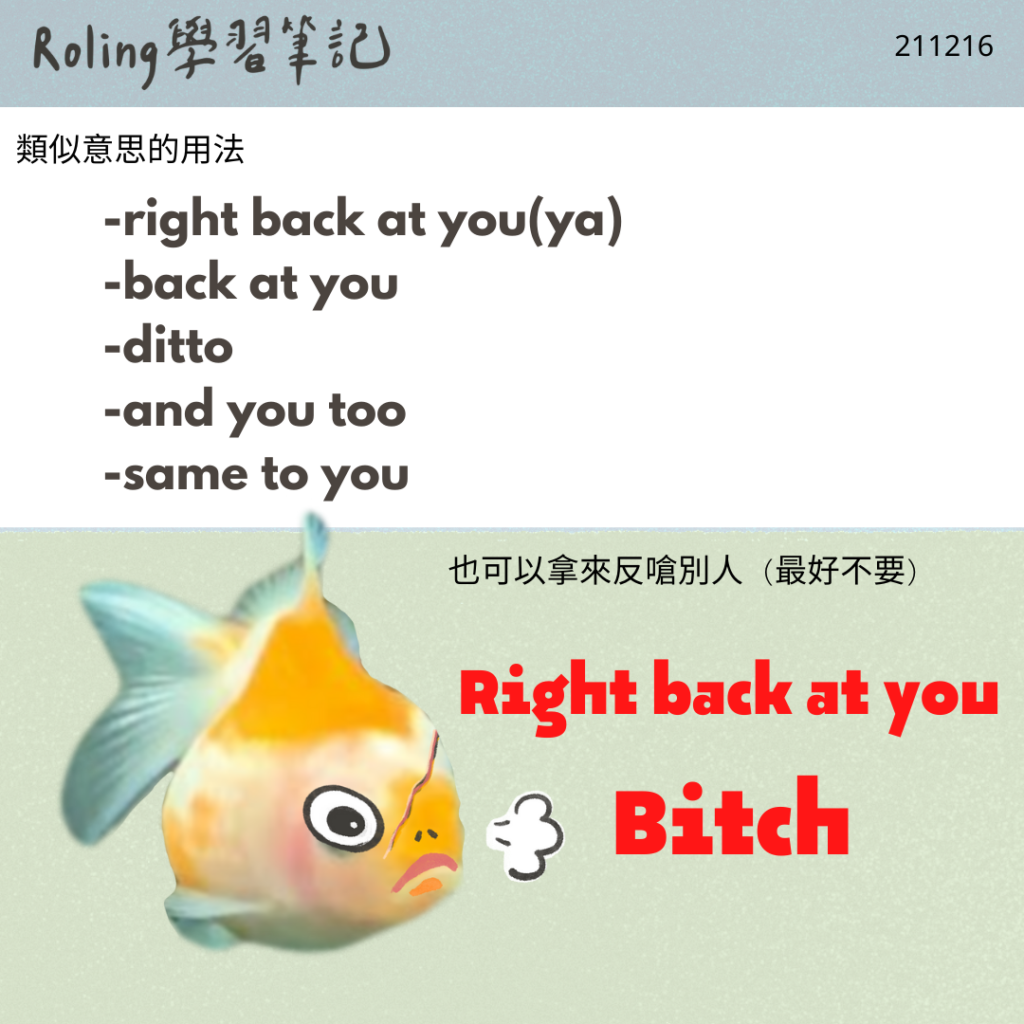 Roling學習筆記
211216
類似意思的用法
-right back at you(ya)
-back at you
-ditto
-and you too
-same to you
也可以拿來反嗆別人（最好不要）
Right back at you
Bitch